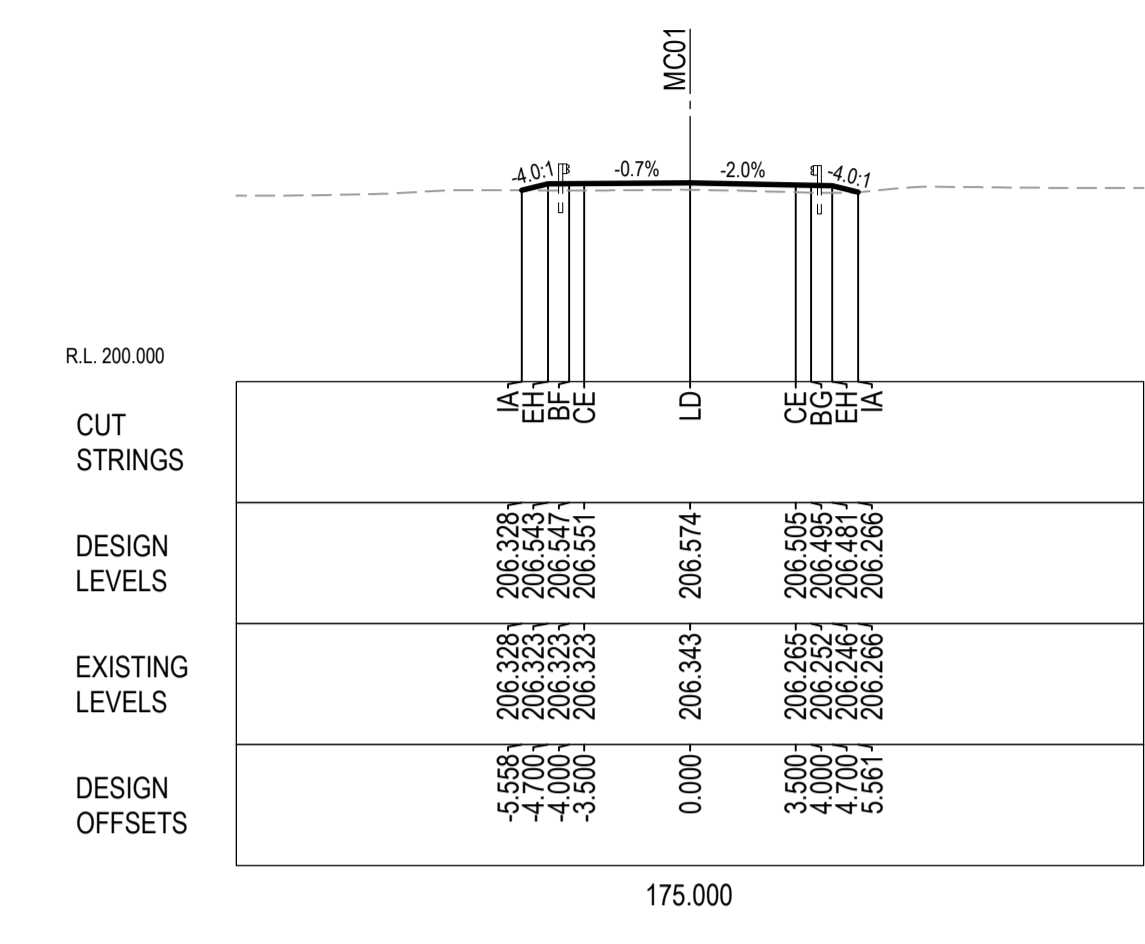 MC01
-4.0:1
-0.7%
-2.0%
-4.0:1
R.L. 200.000
CUT
STRINGS
IA
EH
BF
CE
LD
CE
BG
EH
IA
DESIGN
LEVELS
206.328
206.543
206.547
206.551
206.574
206.505
206.495
206.481
206.266
EXISTING
LEVELS
206.328
206.323
206.323
206.323
206.343
206.265
206.252
206.246
206.266
DESIGN
OFFSETS
-5.558
-4.700
-4.000
-3.500
0.000
3.500
4.000
4.700
5.561
175.000